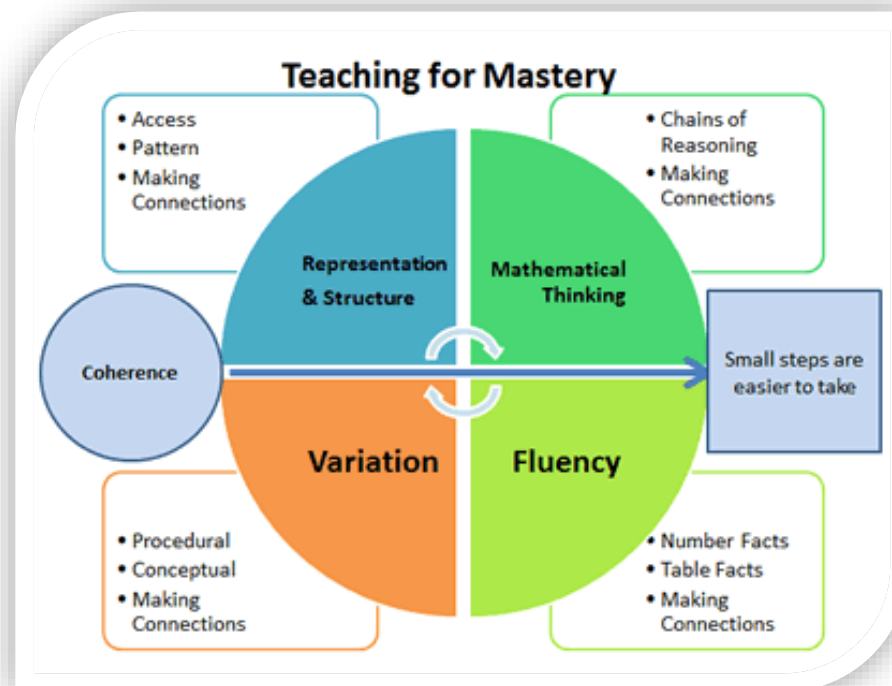 Teaching for Mastery
• Access
• Pattern
• Making
Connections
• Chains of
Reasoning
• Making
Connections
Representation
& Structure
Mathematical
Thinking
Coherence
Small steps are
easier to take
Variation
Fluency
• Procedural
• Conceptual
• Making
Connections
• Number Facts
• Table Facts
• Making
Connections